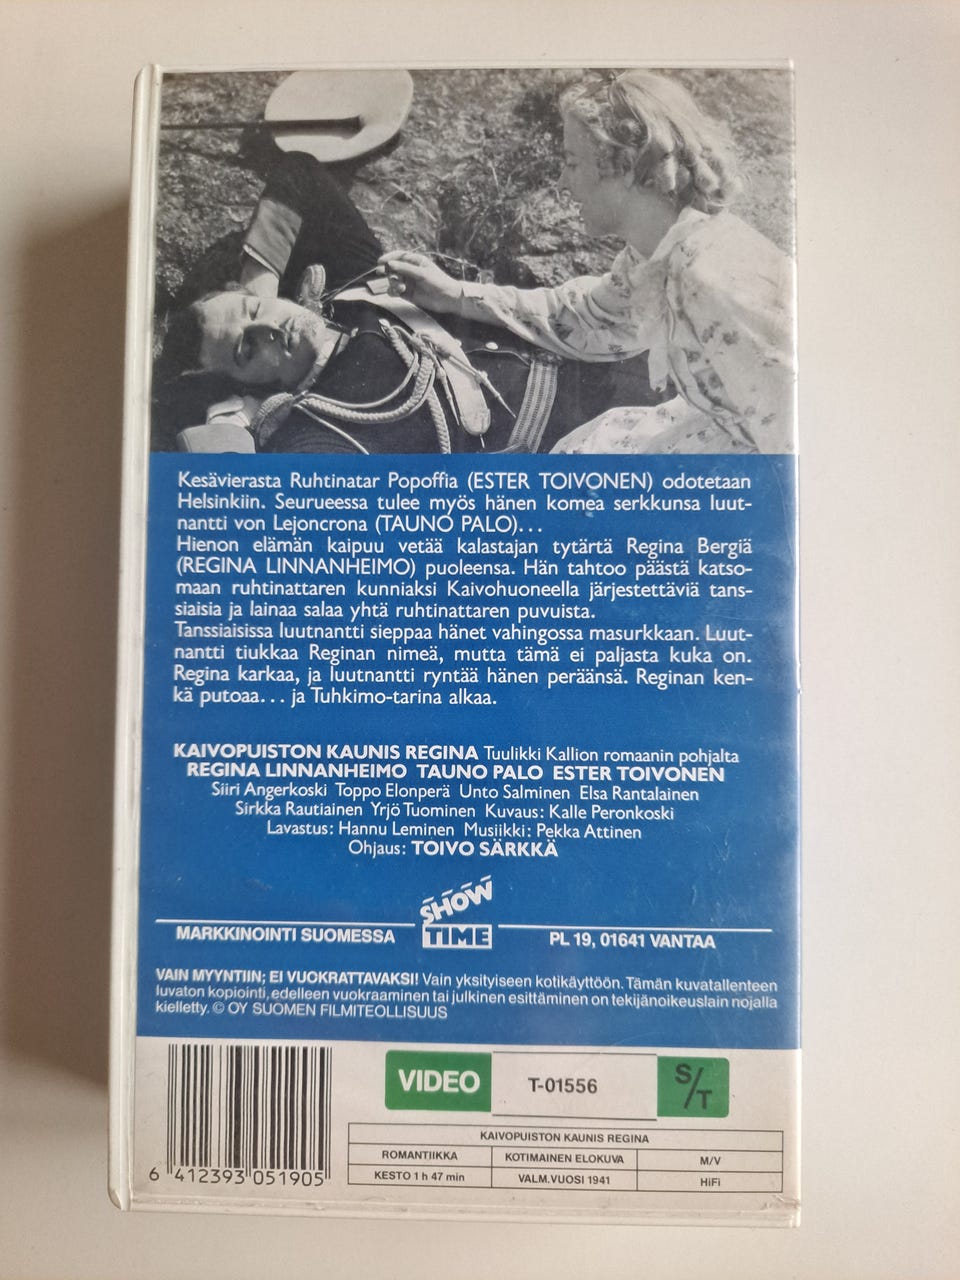 Kesävierasta Ruhtinatar Popoffia (ESTER TOIVONEN) odotetaan
Helsinkiin. Seurueessa tulee myös hänen komea serkkunsa luut-
nantti von Lejoncrona (TAUNO PALO)...
Hienon elämän kaipuu vetää kalastajan tytärtä Regina Bergiä
(REGINA LINNANHEIMO) puoleensa. Hän tahtoo päästä katso-
maan ruhtinattaren kunniaksi Kaivohuoneella järjestettäviä tans-
siaisia ja lainaa salaa yhtä ruhtinattaren puvuista.
Tanssiaisissa luutnantti sieppaa hänet vahingossa masurkkaan. Luut-
nantti tiukkaa Reginan nimeä, mutta tämä ei paljasta kuka on.
Regina karkaa, ja luutnantti ryntää hänen peräänsä. Reginan ken-
kä putoaa... ja Tuhkimo-tarina alkaa.
KAIVOPUISTON KAUNIS REGINA Tuulikki Kallion romaanin pohjalta
REGINA LINNANHEIMO TAUNO PALO ESTER TOIVONEN
Siiri Angerkoski Toppo Elonperä Unto Salminen Elsa Rantalainen
Sirkka Rautiainen Yrjö Tuominen Kuvaus: Kalle Peronkoski
Lavastus: Hannu Leminen Musiikki: Pekka Attinen
Ohjaus: TOIVO SÄRKKÄ
SHOW
TIME
MARKKINOINTI SUOMESSA PL 19, 01641 VANTAA
VAIN MYYNTIIN; EI VUOKRATTAVAKSI! Vain yksityiseen kotikäyttöön. Tämän kuvatallenteen
luvaton kopiointi, edelleen vuokraaminen tai julkinen esittäminen on tekijänoikeuslain nojalla
kielletty. © OY SUOMEN FILMITEOLLISUUS
VIDEO T-01556 S/T
KAIVOPUISTON KAUNIS REGINA
ROMANTIIKKA KOTIMAINEN ELOKUVA M/V
KESTO 1 h 47 min VALM.VUOSI 1941 HiFi
6 412393 051905